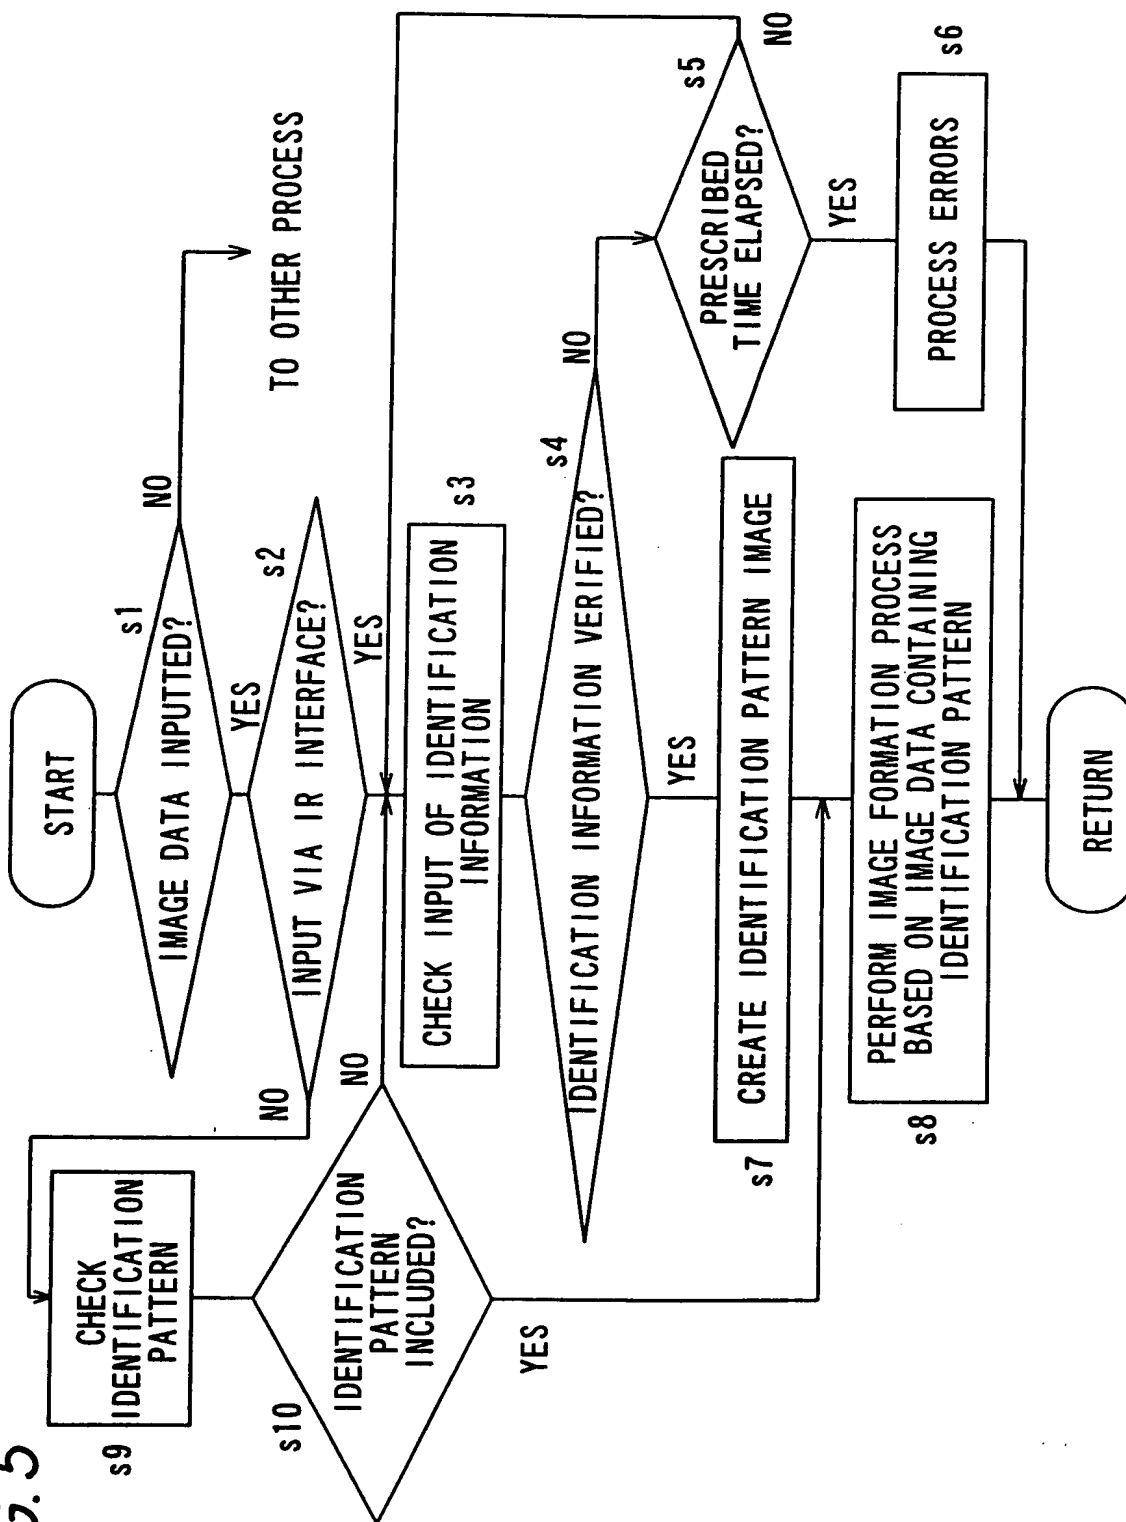 G. 5
START
IMAGE DATA INPUTTED?
s1
NO
TO OTHER PROCESS
YES
INPUT VIA IR INTERFACE?
s2
NO
YES
CHECK
IDENTIFICATION
PATTERN
s9
IDENTIFICATION
PATTERN
INCLUDED?
s10
NO
YES
CHECK INPUT OF IDENTIFICATION
INFORMATION
s3
IDENTIFICATION INFORMATION VERIFIED?
s4
NO
YES
PRESCRIBED
TIME ELAPSED?
s5
NO
YES
PROCESS ERRORS
s6
CREATE IDENTIFICATION PATTERN IMAGE
s7
PERFORM IMAGE FORMATION PROCESS
BASED ON IMAGE DATA CONTAINING
IDENTIFICATION PATTERN
s8
RETURN